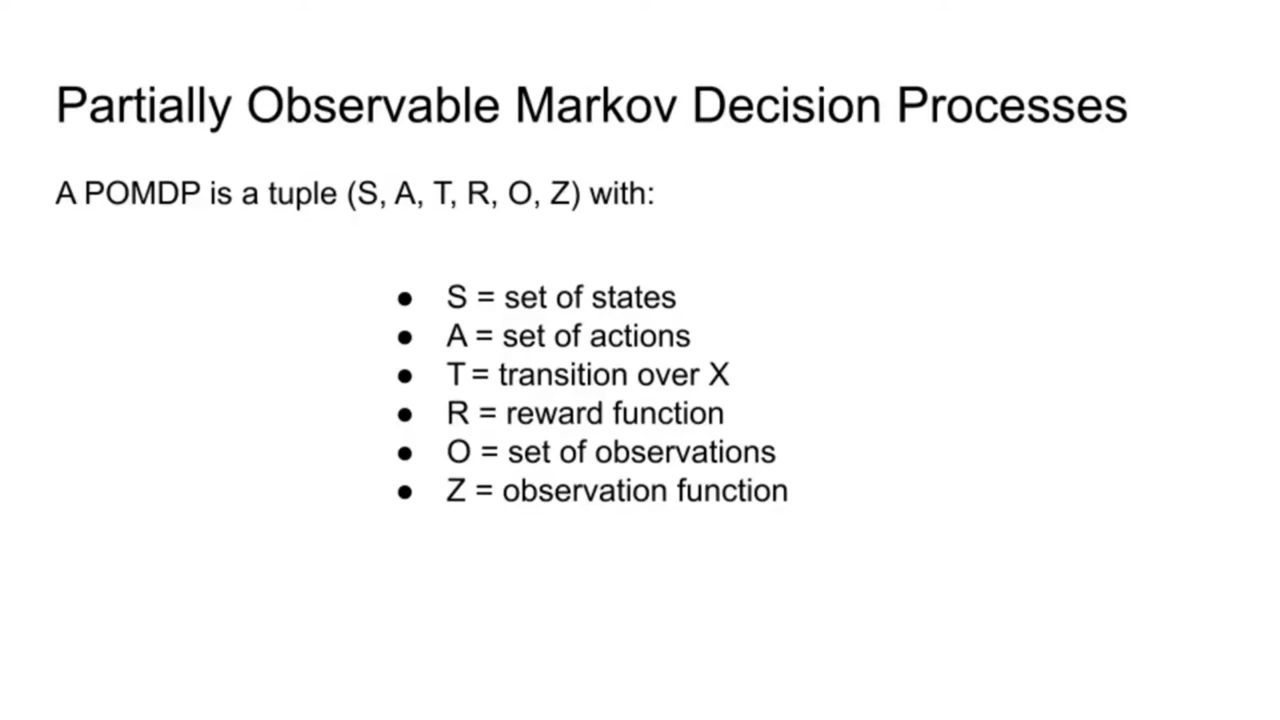 Partially Observable Markov Decision Processes
A POMDP is a tuple (S, A, T, R, O, Z) with:
● S = set of states
● A = set of actions
● T = transition over X
● R = reward function
● O = set of observations
● Z = observation function